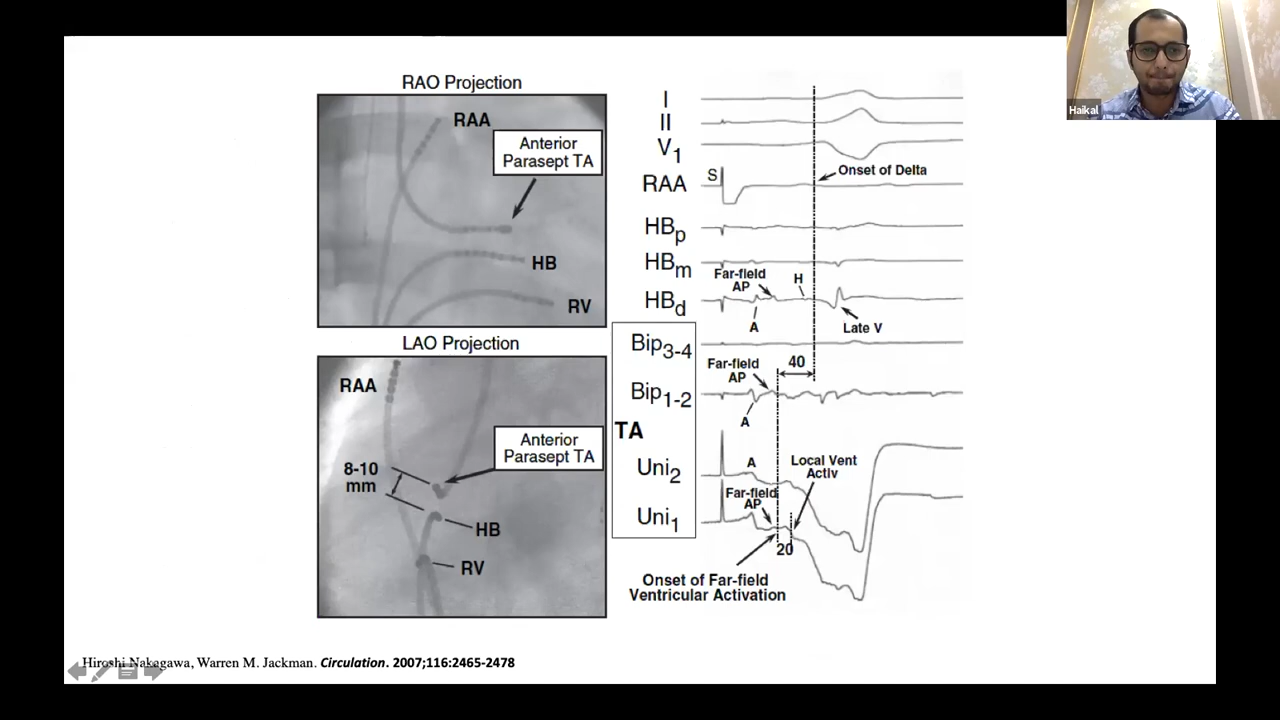 Haikal
RAO Projection
RAA
Anterior
Parasept TA
HB
RV
LAO Projection
RAA
Anterior
Parasept TA
8-10
mm
HB
RV
I
II
V1
Onset of Delta
RAA
S
HBp
HBm
Far-field
AP
H
HBd
A
Late V
Bip3-4
40
Far-field
AP
Bip1-2
A
TA
Uni2
A
Local Vent
Activ
Far-field
AP
Uni1
20
Onset of Far-field
Ventricular Activation
Hiroshi Nakagawa, Warren M. Jackman. Circulation. 2007;116:2465-2478